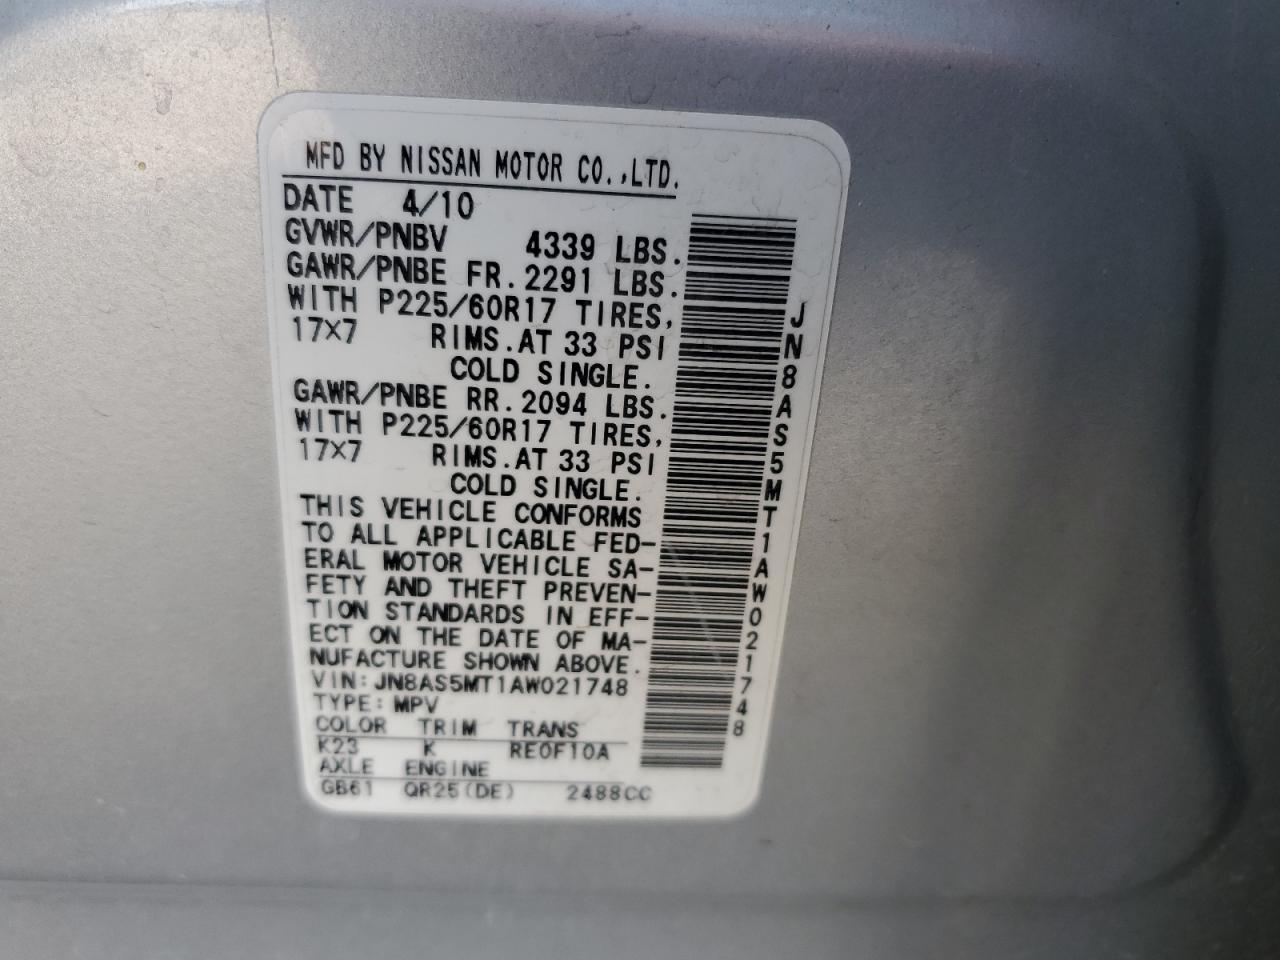 MFD BY NISSAN MOTOR CO.,LTD.
DATE 4/10
GVWR/PNBV 4339 LBS.
GAWR/PNBE FR.2291 LBS.
WITH P225/60R17 TIRES,
17×7 RIMS.AT 33 PSI
COLD SINGLE.
GAWR/PNBE RR.2094 LBS.
WITH P225/60R17 TIRES,
17×7 RIMS.AT 33 PSI
COLD SINGLE.
THIS VEHICLE CONFORMS
TO ALL APPLICABLE FED-
ERAL MOTOR VEHICLE SA-
FETY AND THEFT PREVEN-
TION STANDARDS IN EFF-
ECT ON THE DATE OF MA-
NUFACTURE SHOWN ABOVE.
VIN:JN8AS5MT1AW021748
TYPE:MPV
COLOR TRIM TRANS
K23 K RE0F10A
AXLE ENGINE
GB61 QR25(DE) 2488CC
JN8AS5MT1AW021748